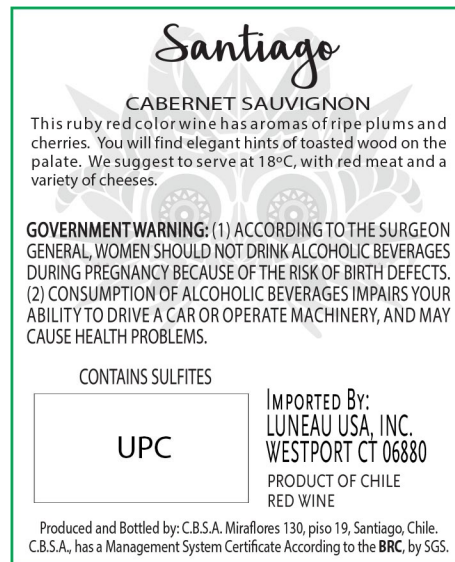 Santiago
CABERNET SAUVIGNON
This ruby red color wine has aromas of ripe plums and
cherries. You will find elegant hints of toasted wood on the
palate. We suggest to serve at 18ºC, with red meat and a
variety of cheeses.
GOVERNMENT WARNING: (1) ACCORDING TO THE SURGEON
GENERAL, WOMEN SHOULD NOT DRINK ALCOHOLIC BEVERAGES
DURING PREGNANCY BECAUSE OF THE RISK OF BIRTH DEFECTS.
(2) CONSUMPTION OF ALCOHOLIC BEVERAGES IMPAIRS YOUR
ABILITY TO DRIVE A CAR OR OPERATE MACHINERY, AND MAY
CAUSE HEALTH PROBLEMS.
CONTAINS SULFITES
UPC
IMPORTED BY:
LUNEAU USA, INC.
WESTPORT CT 06880
PRODUCT OF CHILE
RED WINE
Produced and Bottled by: C.B.S.A. Miraflores 130, piso 19, Santiago, Chile.
C.B.S.A., has a Management System Certificate According to the BRC, by SGS.